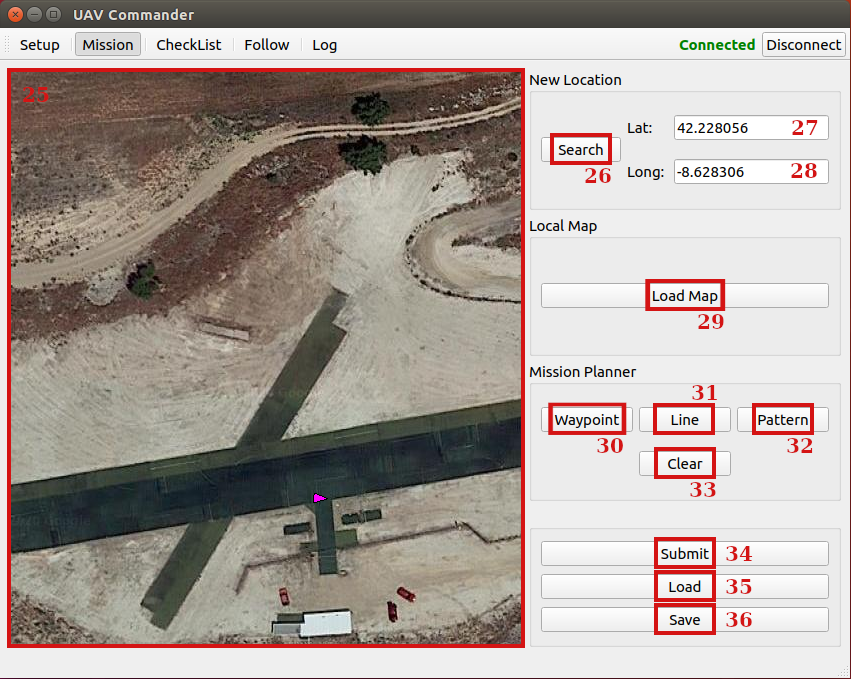 UAV Commander
Setup Mission CheckList Follow Log Connected Disconnect
25
New Location
Lat: 42.228056 27
Search
26
Long: -8.628306 28
Local Map
Load Map
29
Mission Planner
31
Waypoint Line Pattern
30 32
Clear
33
Submit 34
Load 35
Save 36